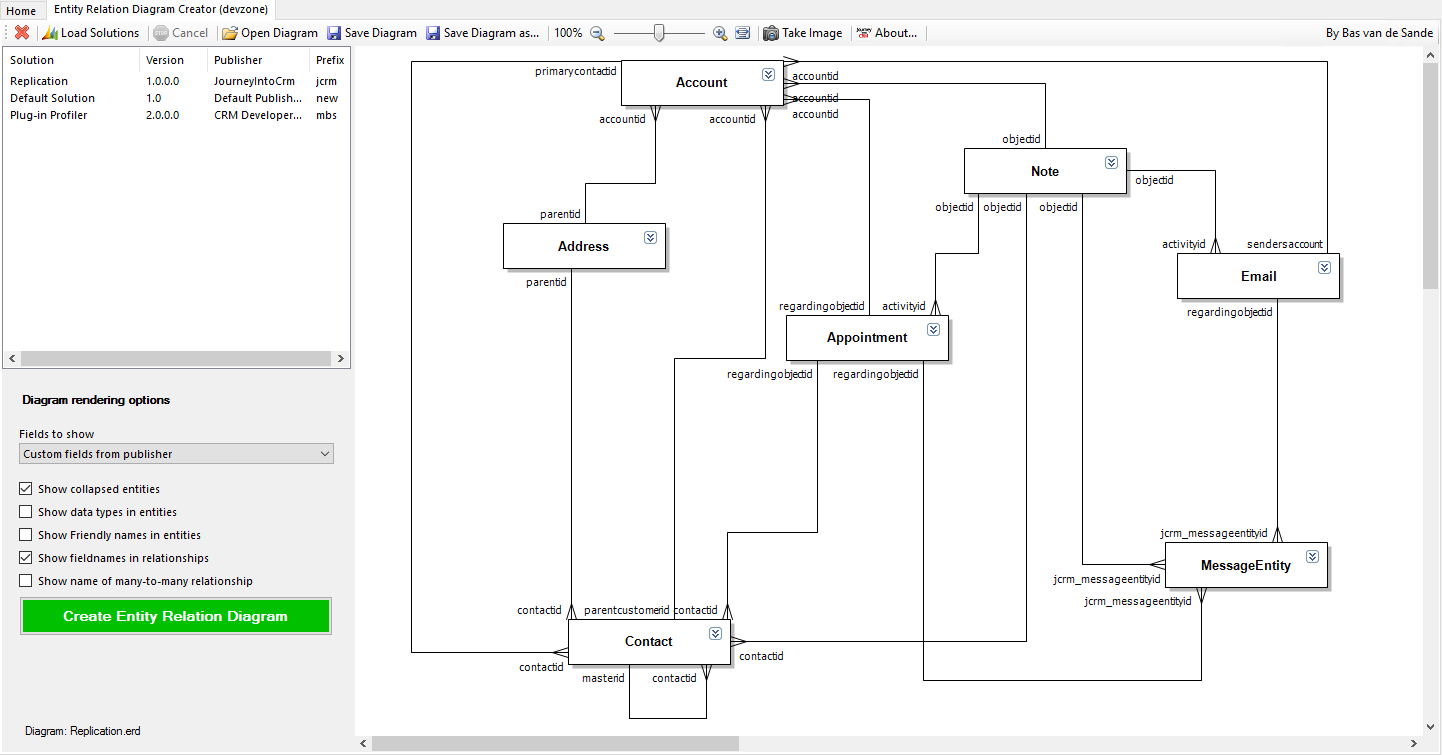 Home
Entity Relation Diagram Creator (devzone)
Load Solutions
Cancel
Open Diagram
Save Diagram
Save Diagram as...
100%
Take Image
About...
By Bas van de Sande
Solution Version Publisher Prefix
Replication 1.0.0.0 JourneyIntoCrm jcrm
Default Solution 1.0 Default Publish... new
Plug-in Profiler 2.0.0.0 CRM Developer... mbs
Diagram rendering options
Fields to show
Custom fields from publisher
Show collapsed entities
Show data types in entities
Show Friendly names in entities
Show fieldnames in relationships
Show name of many-to-many relationship
Create Entity Relation Diagram
Diagram: Replication.erd
primarycontactid
Account
accountid
accountid
accountid
accountid
accountid
objectid
Note
objectid
objectid
objectid
objectid
parentid
Address
parentid
activityid
sendersaccount
Email
regardingobjectid
regardingobjectid
activityid
Appointment
regardingobjectid
regardingobjectid
jcrm_messageentityid
MessageEntity
jcrm_messageentityid
jcrm_messageentityid
contactid
parentcustomerid
contactid
Contact
contactid
contactid
masterid
contactid